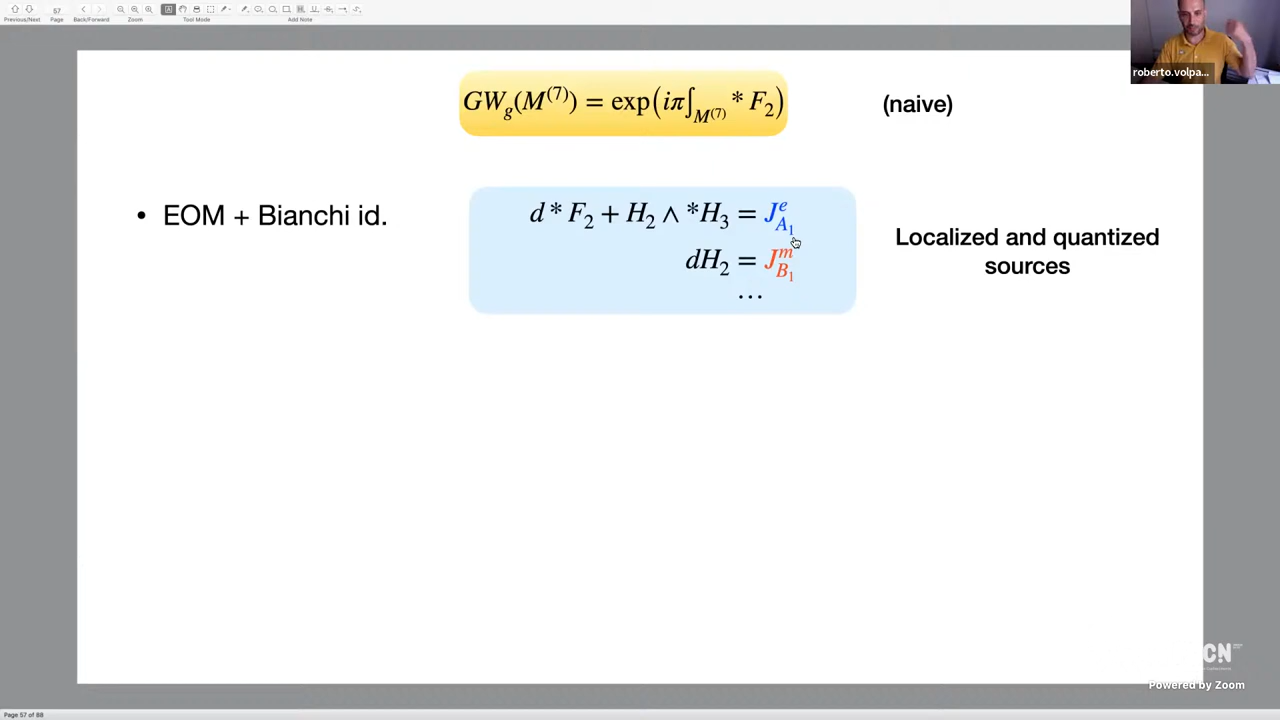 57
Previous/Next
Page
Back/Forward
Zoom
Tool Mode
Add Note
roberto.volpa...
GW_g(M^(7)) = exp(iπ∫_{M^(7)} * F_2)
(naive)
• EOM + Bianchi id.
d * F_2 + H_2 ∧ *H_3 = J^e_{A_1}
dH_2 = J^m_{B_1}
...
Localized and quantized
sources
CN
Powered by Zoom
Page 57 of 88